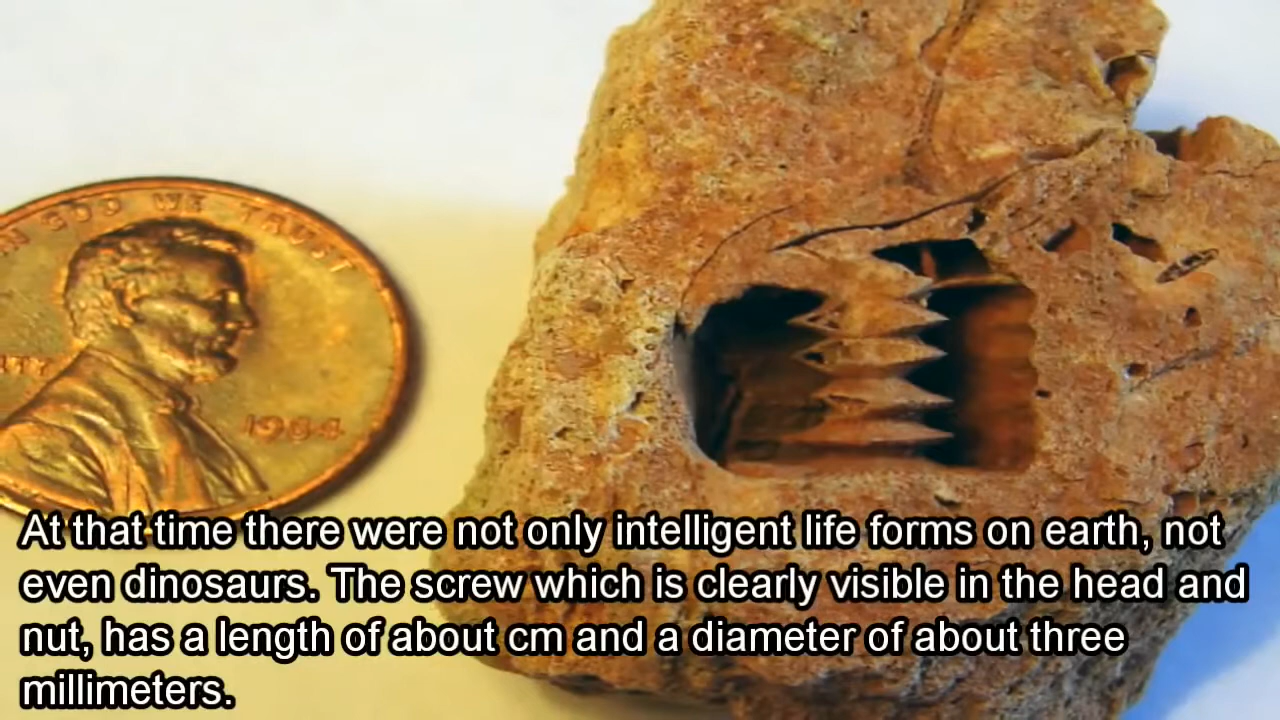 N GOD WE TRUST
RTY
At that time there were not only intelligent life forms on earth, not
even dinosaurs. The screw which is clearly visible in the head and
nut, has a length of about cm and a diameter of about three
millimeters.